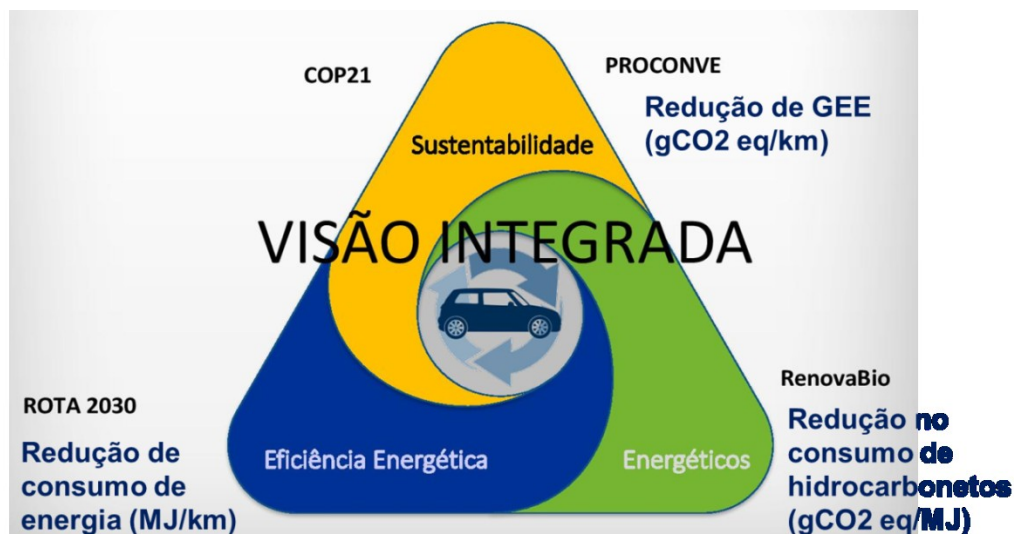 COP21
PROCONVE
Redução de GEE
(gCO2 eq/km)
Sustentabilidade
VISÃO INTEGRADA
ROTA 2030
Redução de
consumo de
energia (MJ/km)
Eficiência Energética
Energéticos
RenovaBio
Redução no
consumo de
hidrocarbonetos
(gCO2 eq/MJ)